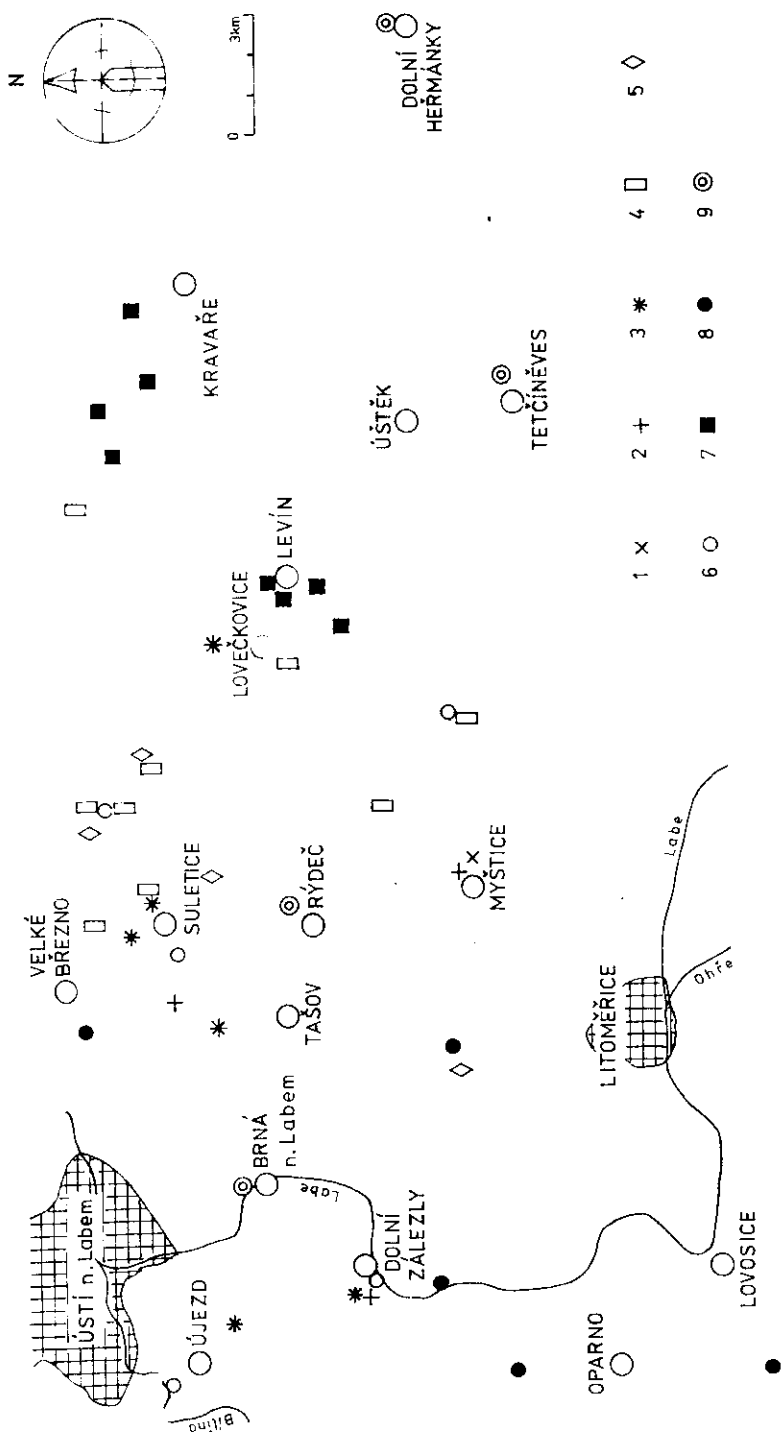 N
0 3km
ÚSTÍ n. Labem
VELKÉ
BŘEZNO
ÚJEZD
Bílina
SULETICE
KRAVAŘE
BRNÁ
n. Labem
Labe
TAŠOV
RÝDEČ
LOVEČKOVICE
LEVÍN
DOLNÍ
ZÁLEZLY
ÚŠTĚK
DOLNÍ
HEŘMÁNKY
MYŠTICE
TETČÍNĚVES
OPARNO
LITOMĚŘICE
Labe
Ohře
LOVOSICE
1 2 3 4 5
6 7 8 9